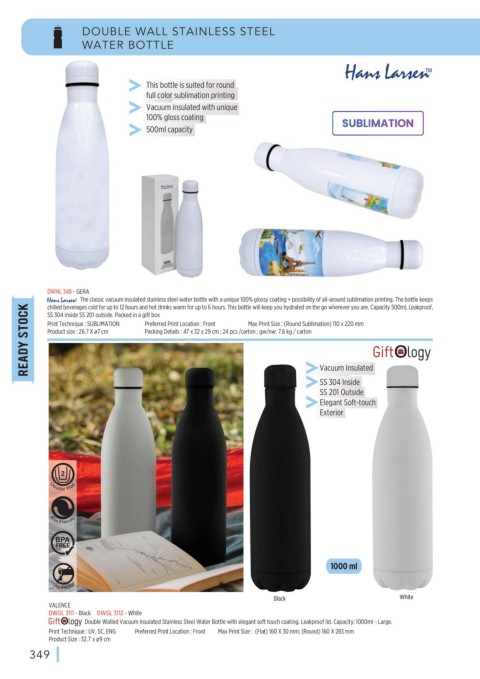 DOUBLE WALL STAINLESS STEEL
WATER BOTTLE
Hans Larsen™
This bottle is suited for round
full color sublimation printing
Vacuum insulated with unique
100% gloss coating
500ml capacity
SUBLIMATION
DWHL 348 - GERA
Hans Larsen® The classic vacuum insulated stainless steel water bottle with a unique 100% glossy coating + possibility of all-around sublimation printing. The bottle keeps
chilled beverages cold for up to 12 hours and hot drinks warm for up to 6 hours. This bottle will keep you hydrated on the go wherever you are. Capacity 500ml. Leakproof,
SS 304 inside SS 201 outside. Packed in a gift box
Print Technique : SUBLIMATION Preferred Print Location : Front Max Print Size : (Round Sublimation) 110 x 220 mm
Product size : 26.7 X ø7 cm Packing Details : 47 x 32 x 29 cm ; 24 pcs /carton ; gw/nw: 7.6 kg / carton
READY STOCK
GiftOlogy
Vacuum Insulated
SS 304 Inside
SS 201 Outside
Elegant Soft-touch
Exterior
2
Double Wall
BPA
FREE
1000 ml
Black
White
VALENCE
DWGL 3111 - Black DWGL 3112 - White
GiftOlogy Double Walled Vacuum Insulated Stainless Steel Water Bottle with elegant soft touch coating. Leakproof lid. Capacity: 1000ml - Large.
Print Technique : UV, SC, ENG Preferred Print Location : Front Max Print Size : (Flat) 160 X 30 mm; (Round) 160 X 283 mm
Product Size : 32.7 x ø9 cm
349